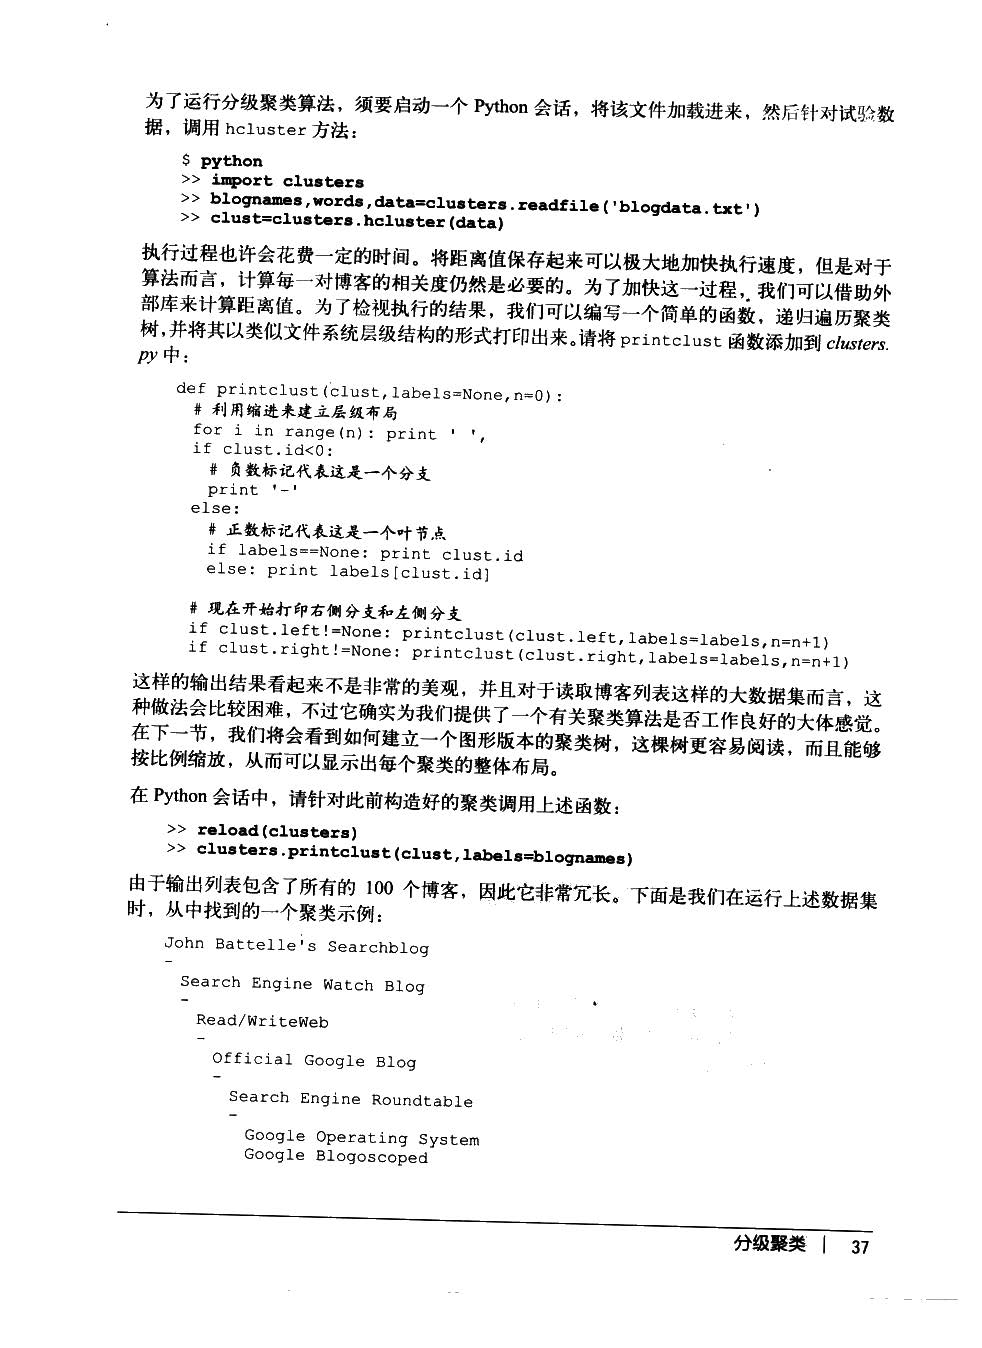 为了运行分级聚类算法，须要启动一个 Python 会话，将该文件加载进来，然后针对试验数
据，调用 hcluster 方法：
$ python
>> import clusters
>> blognames,words,data=clusters.readfile('blogdata.txt')
>> clust=clusters.hcluster(data)
执行过程也许会花费一定的时间。将距离值保存起来可以极大地加快执行速度，但是对于
算法而言，计算每一对博客的相关度仍然是必要的。为了加快这一过程，我们可以借助外
部库来计算距离值。为了检视执行的结果，我们可以编写一个简单的函数，递归遍历聚类
树，并将其以类似文件系统层级结构的形式打印出来。请将 printclust 函数添加到 clusters.
py 中：
def printclust(clust,labels=None,n=0):
# 利用缩进来建立层级布局
for i in range(n): print ' ',
if clust.id<0:
# 负数标记代表这是一个分支
print '-'
else:
# 正数标记代表这是一个叶节点
if labels==None: print clust.id
else: print labels[clust.id]
# 现在开始打印右侧分支和左侧分支
if clust.left!=None: printclust(clust.left,labels=labels,n=n+1)
if clust.right!=None: printclust(clust.right,labels=labels,n=n+1)
这样的输出结果看起来不是非常的美观，并且对于读取博客列表这样的大数据集而言，这
种做法会比较困难，不过它确实为我们提供了一个有关聚类算法是否工作良好的大体感觉。
在下一节，我们将会看到如何建立一个图形版本的聚类树，这棵树更容易阅读，而且能够
按比例缩放，从而可以显示出每个聚类的整体布局。
在 Python 会话中，请针对此前构造好的聚类调用上述函数：
>> reload(clusters)
>> clusters.printclust(clust,labels=blognames)
由于输出列表包含了所有的 100 个博客，因此它非常冗长。下面是我们在运行上述数据集
时，从中找到的一个聚类示例：
John Battelle's Searchblog
-
Search Engine Watch Blog
-
Read/WriteWeb
-
Official Google Blog
-
Search Engine Roundtable
-
Google Operating System
Google Blogoscoped
分级聚类 | 37